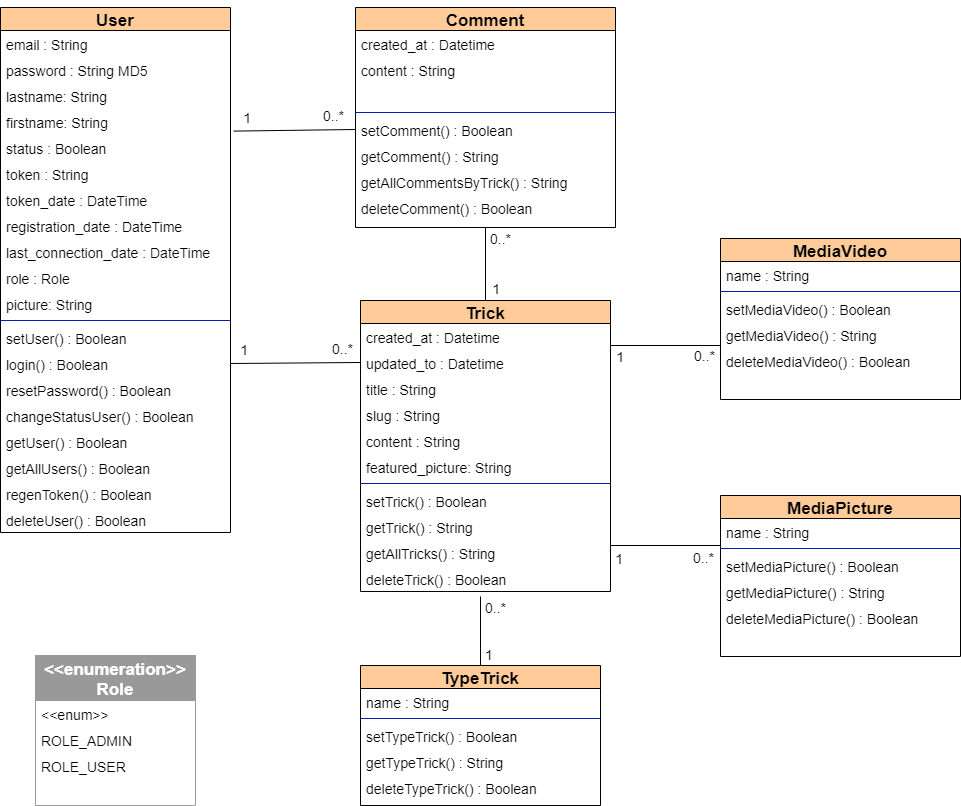 User
email : String
password : String MD5
lastname: String
firstname: String
status : Boolean
token : String
token_date : DateTime
registration_date : DateTime
last_connection_date : DateTime
role : Role
picture: String
setUser() : Boolean
login() : Boolean
resetPassword() : Boolean
changeStatusUser() : Boolean
getUser() : Boolean
getAllUsers() : Boolean
regenToken() : Boolean
deleteUser() : Boolean
1
0..*
1
0..*
Comment
created_at : Datetime
content : String
setComment() : Boolean
getComment() : String
getAllCommentsByTrick() : String
deleteComment() : Boolean
0..*
1
Trick
created_at : Datetime
updated_to : Datetime
title : String
slug : String
content : String
featured_picture: String
setTrick() : Boolean
getTrick() : String
getAllTricks() : String
deleteTrick() : Boolean
1
0..*
MediaVideo
name : String
setMediaVideo() : Boolean
getMediaVideo() : String
deleteMediaVideo() : Boolean
1
0..*
MediaPicture
name : String
setMediaPicture() : Boolean
getMediaPicture() : String
deleteMediaPicture() : Boolean
0..*
1
TypeTrick
name : String
setTypeTrick() : Boolean
getTypeTrick() : String
deleteTypeTrick() : Boolean
<<enumeration>>
Role
<<enum>>
ROLE_ADMIN
ROLE_USER